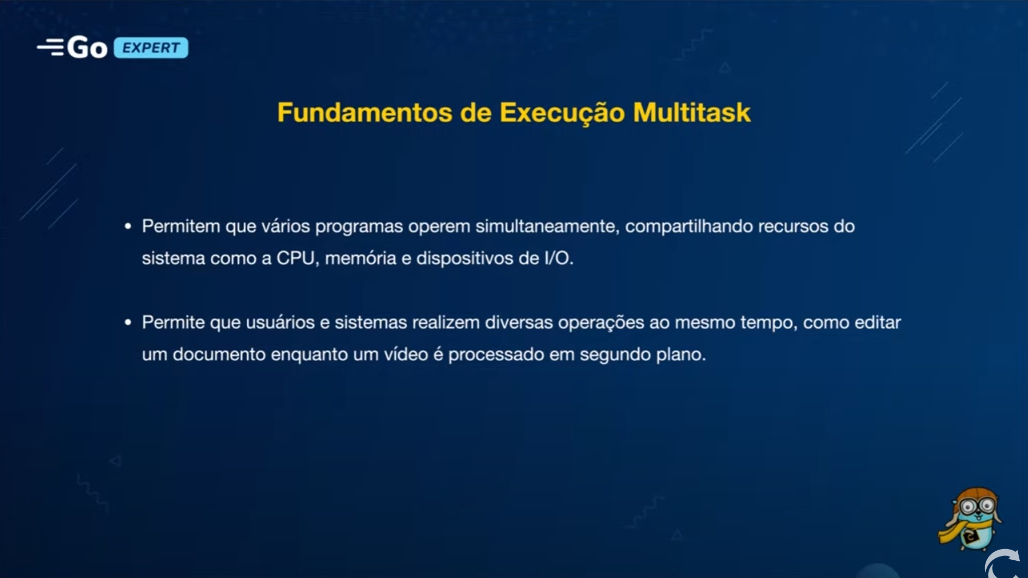 Go EXPERT
Fundamentos de Execução Multitask
• Permitem que vários programas operem simultaneamente, compartilhando recursos do
sistema como a CPU, memória e dispositivos de I/O.
• Permite que usuários e sistemas realizem diversas operações ao mesmo tempo, como editar
um documento enquanto um vídeo é processado em segundo plano.